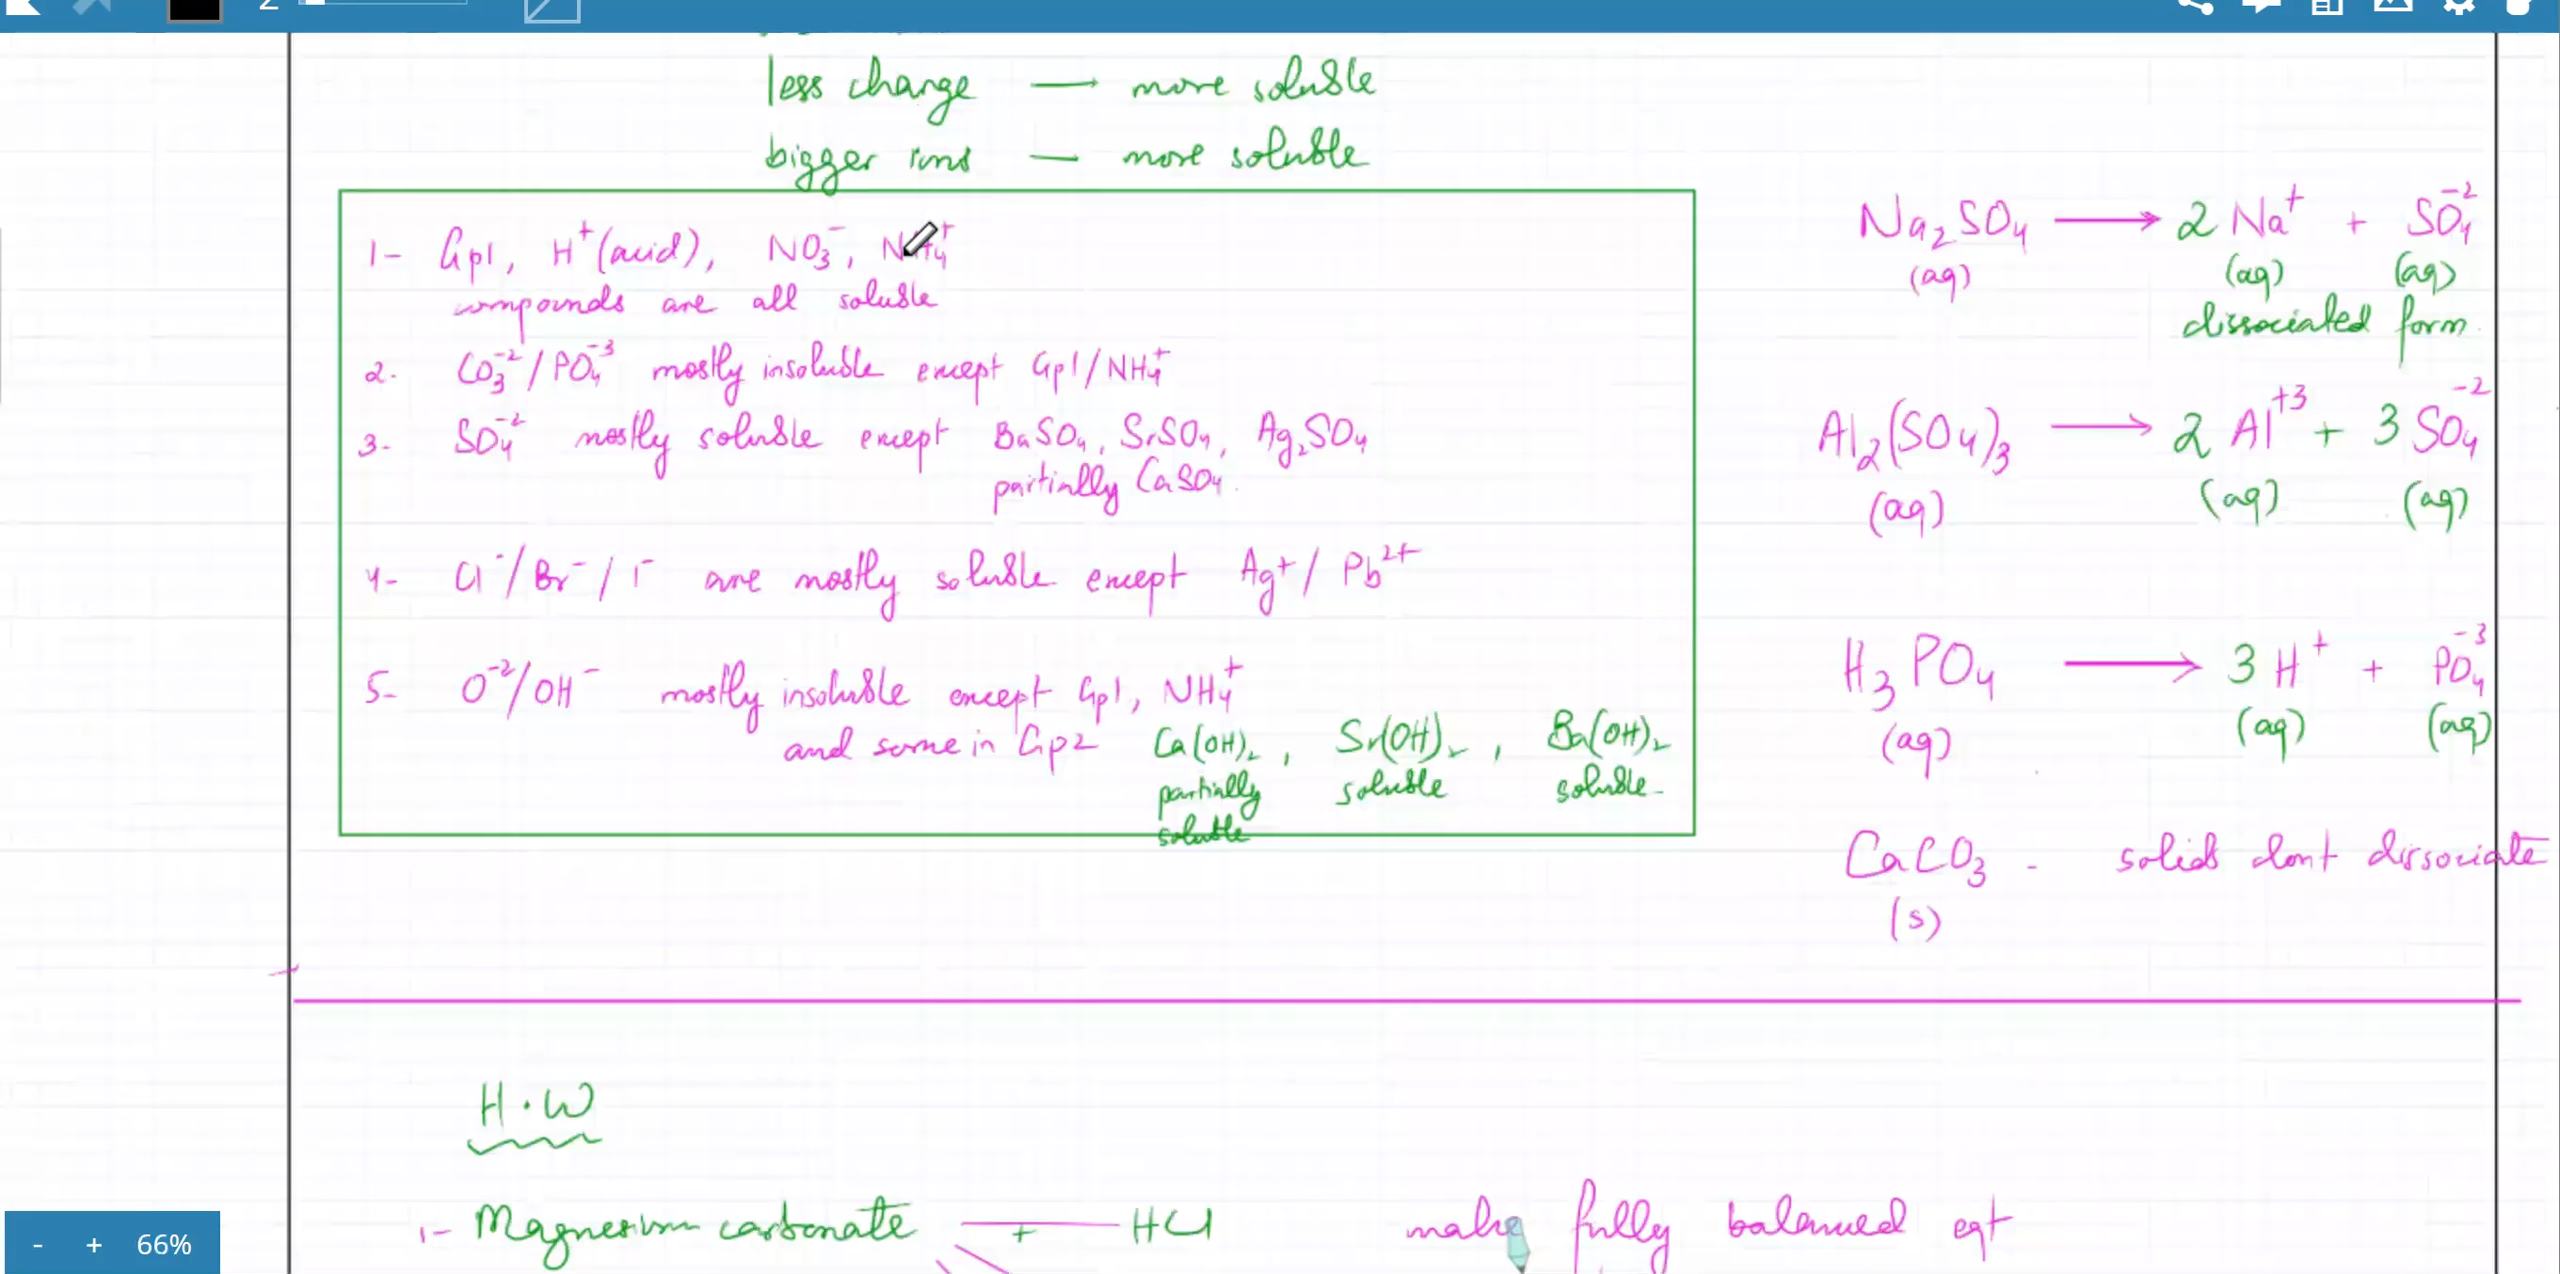 2
less change — more soluble
bigger ions — more soluble
1- Gp1, H⁺(acid), NO₃⁻, NH₄⁺
compounds are all soluble
2- CO₃⁻²/PO₄⁻³ mostly insoluble except Gp1/NH₄⁺
3- SO₄⁻² mostly soluble except BaSO₄, SrSO₄, Ag₂SO₄
partially CaSO₄.
4- Cl⁻/Br⁻/I⁻ are mostly soluble except Ag⁺/Pb²⁺
5- O⁻²/OH⁻ mostly insoluble except Gp1, NH₄⁺
and some in Gp2 Ca(OH)₂, Sr(OH)₂, Ba(OH)₂
partially soluble soluble
soluble
Na₂SO₄ → 2 Na⁺ + SO₄⁻²
(aq) (aq) (aq)
dissociated form
Al₂(SO₄)₃ → 2 Al⁺³ + 3 SO₄⁻²
(aq) (aq) (aq)
H₃PO₄ → 3 H⁺ + PO₄⁻³
(aq) (aq) (aq)
CaCO₃ - solids dont dissociate
(s)
H.W
1- Magnesium carbonate + HCl make fully balanced eqt
- + 66%